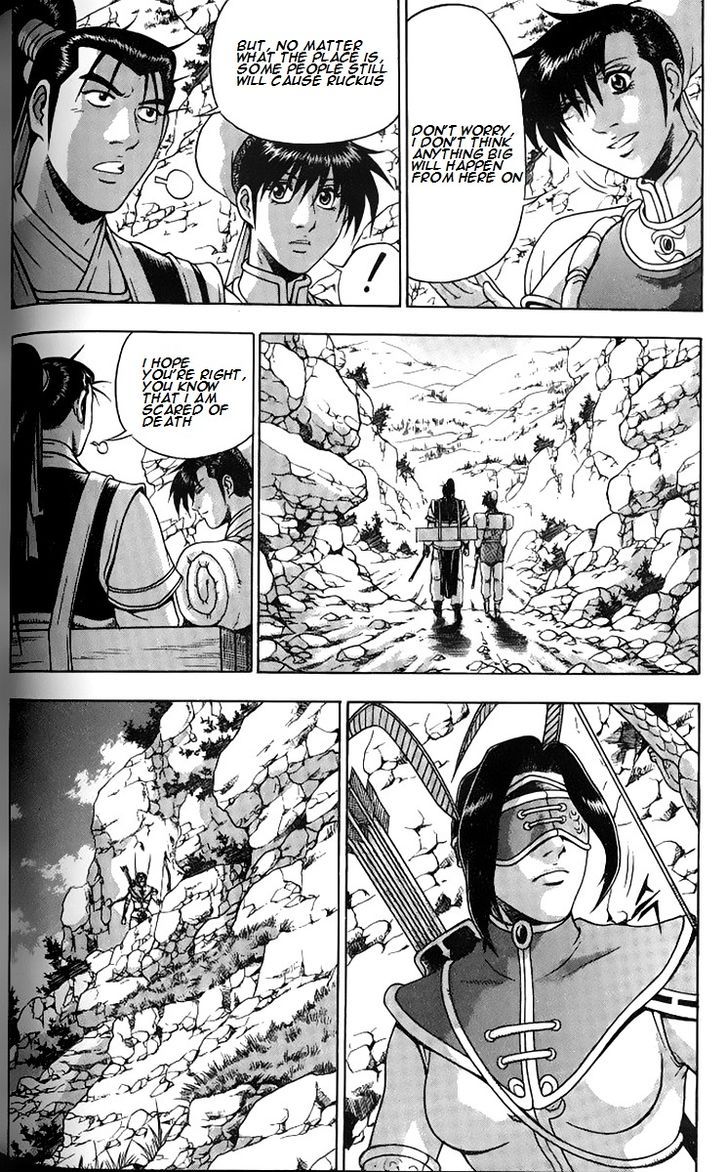 DON'T WORRY,
I DON'T THINK
ANYTHING BIG
WILL HAPPEN
FROM HERE ON
BUT, NO MATTER
WHAT THE PLACE IS,
SOME PEOPLE STILL
WILL CAUSE RUCKUS
!
I HOPE
YOU'RE RIGHT,
YOU KNOW
THAT I AM
SCARED OF
DEATH